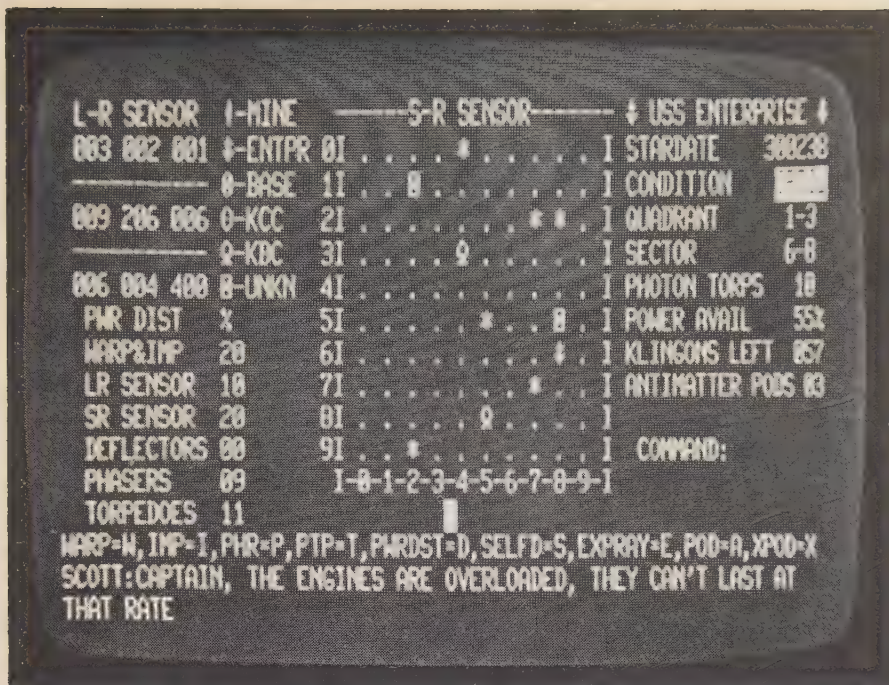 L-R SENSOR -MINE ------S-R SENSOR------ USS ENTERPRISE
003 002 001 -ENTPR 0I . . . . * . . . . . I STARDATE 300238
-BASE 1I . . . . . . . . . I CONDITION
009 206 006 O-KCC 2I . . . . . . . * * . I QUADRANT 1-3
-KBC 3I . . . . . . . . . I SECTOR 6-8
006 004 400 -UNKN 4I . . . . . . . . . . I PHOTON TORPS 10
PWR DIST % 5I . . . . . * . . . I POWER AVAIL 55%
WARP&IMP 20 6I . . . . . . . . . I KLINGONS LEFT 057
LR SENSOR 10 7I . . . . . . . * . . I ANTIMATTER PODS 03
SR SENSOR 20 8I . . . . . . . . . I
DEFLECTORS 00 9I . . * . . . . . . . I COMMAND:
PHASERS 09 I-0-1-2-3-4-5-6-7-8-9-I
TORPEDOES 11
WARP=W,IMP=I,PHR=P,PTP=T,PWRDST=D,SELFD=S,EXPRAY=E,POD=A,XPOD=X
SCOTT:CAPTAIN, THE ENGINES ARE OVERLOADED, THEY CAN'T LAST AT
THAT RATE